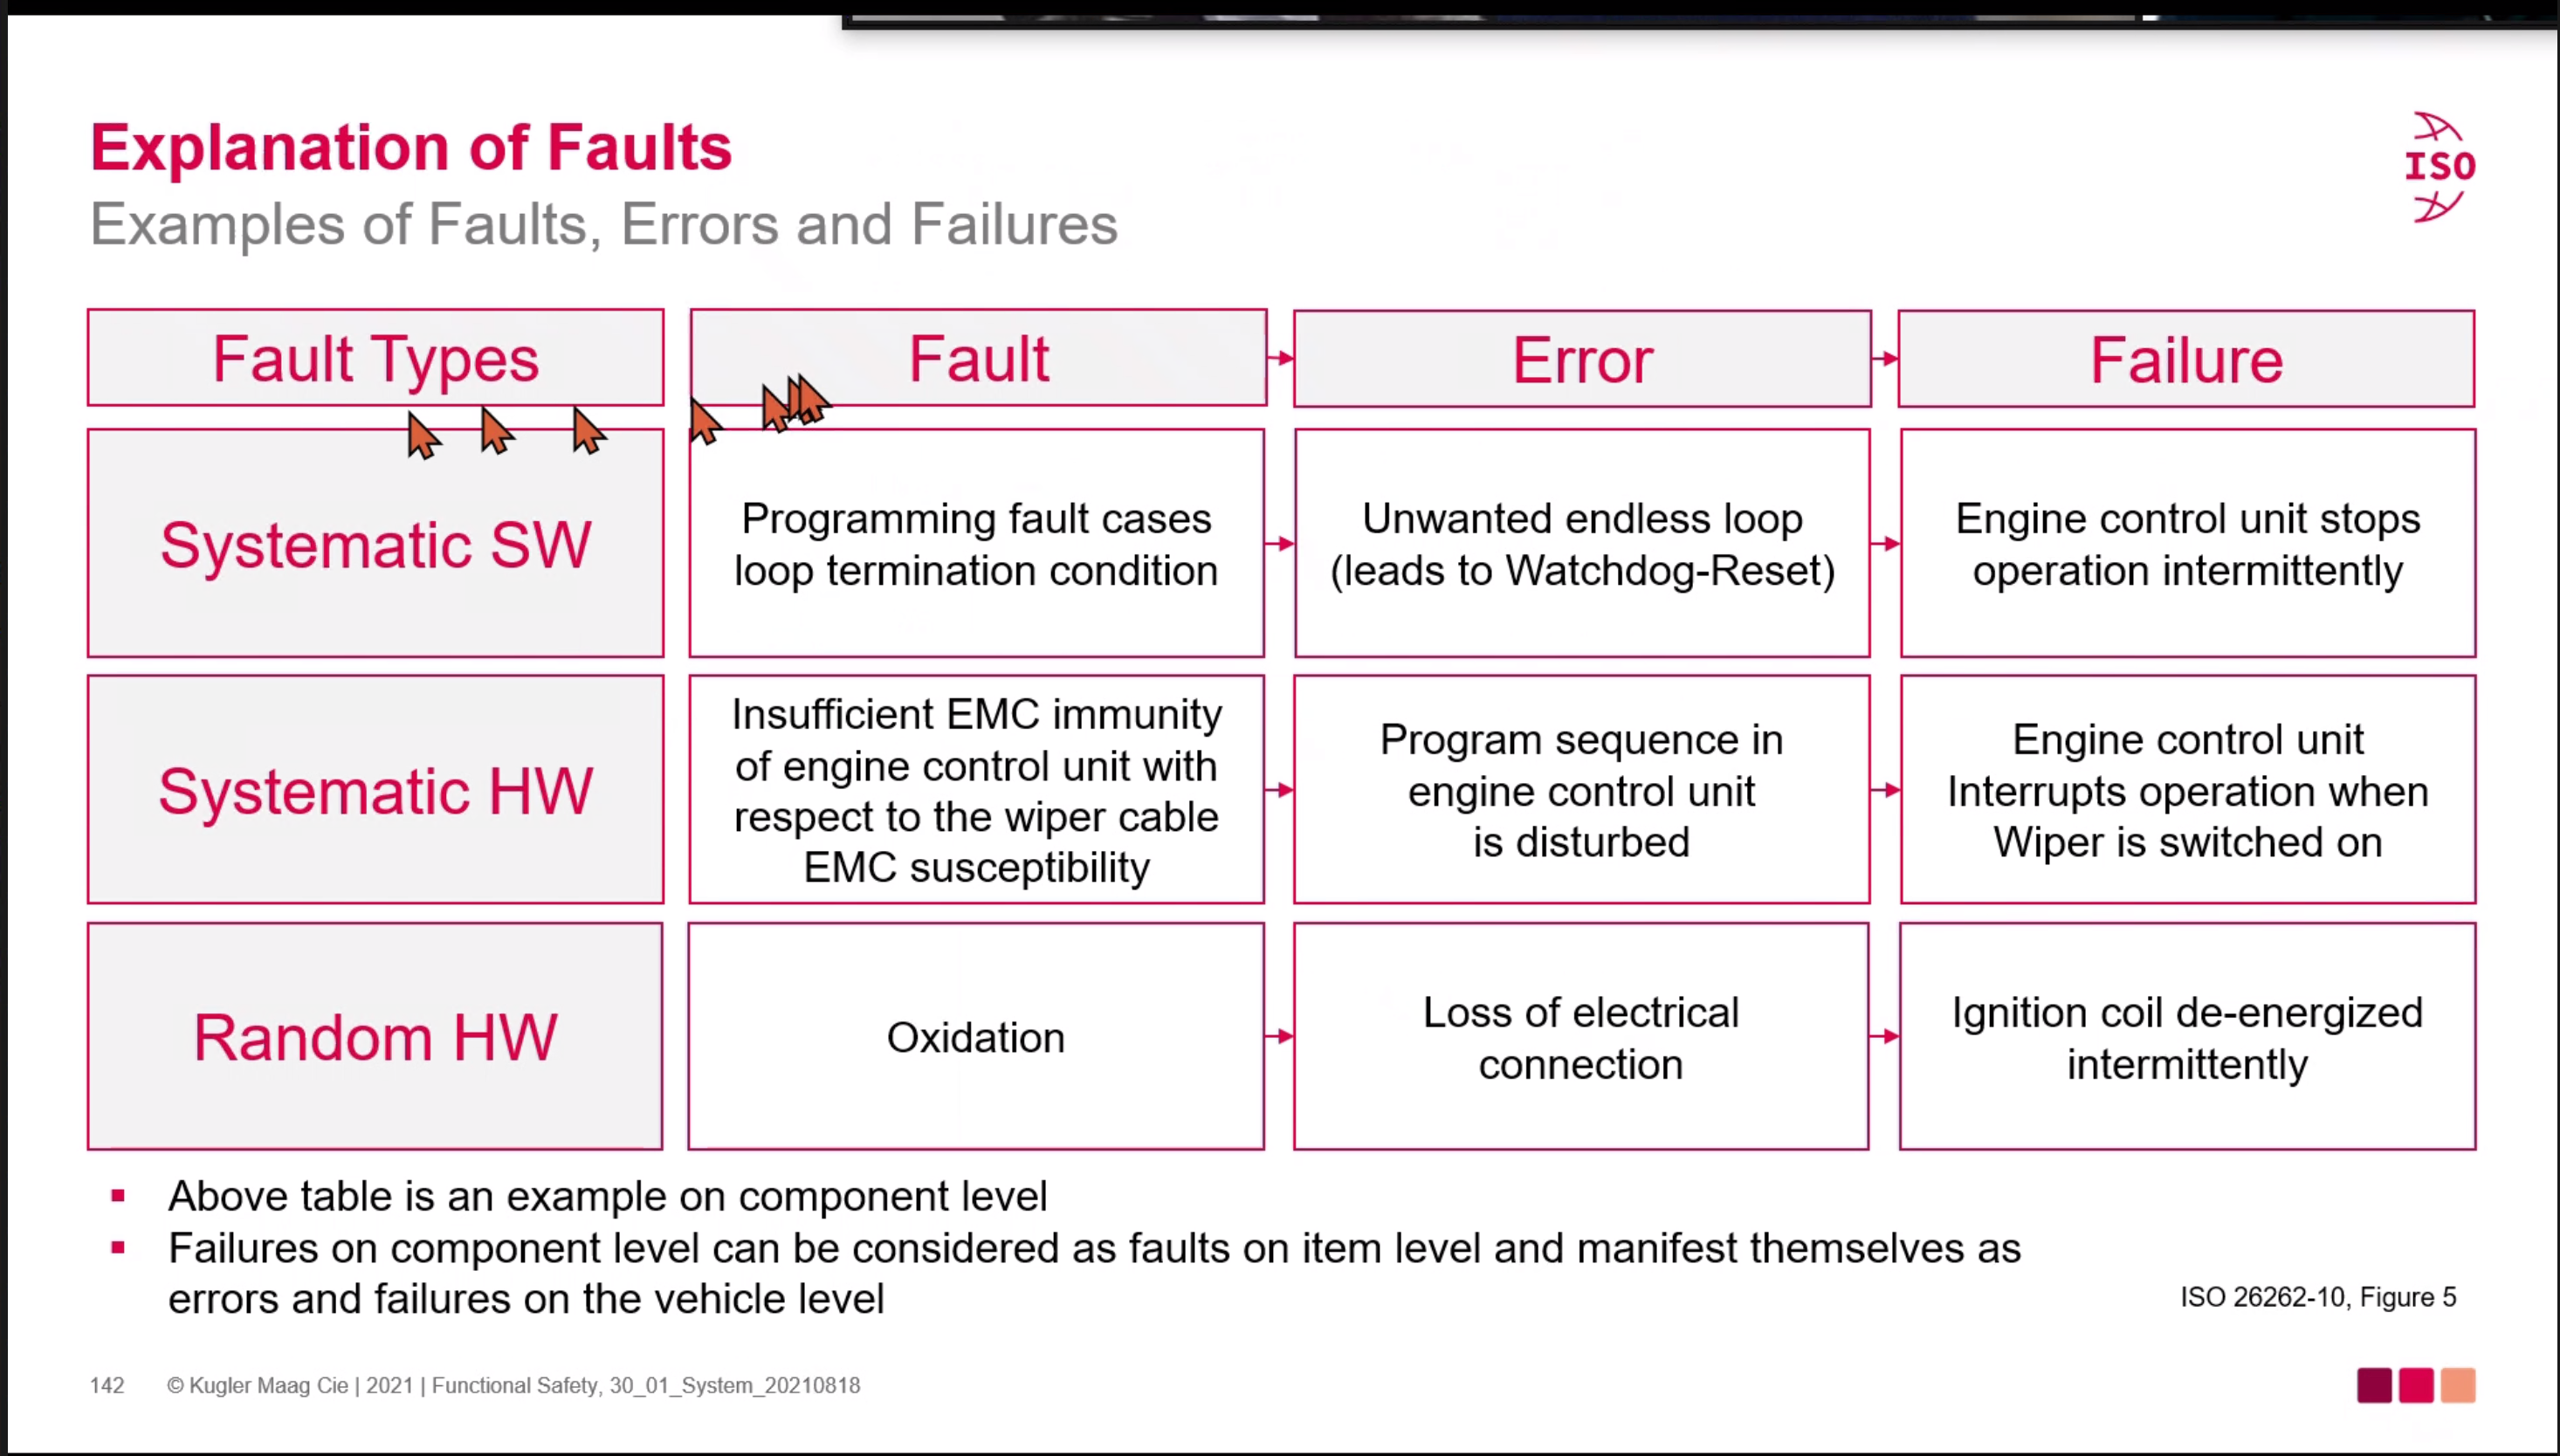 Explanation of Faults
Examples of Faults, Errors and Failures
ISO
Fault Types
Fault
Error
Failure
Systematic SW
Programming fault cases
loop termination condition
Unwanted endless loop
(leads to Watchdog-Reset)
Engine control unit stops
operation intermittently
Systematic HW
Insufficient EMC immunity
of engine control unit with
respect to the wiper cable
EMC susceptibility
Program sequence in
engine control unit
is disturbed
Engine control unit
Interrupts operation when
Wiper is switched on
Random HW
Oxidation
Loss of electrical
connection
Ignition coil de-energized
intermittently
▪ Above table is an example on component level
▪ Failures on component level can be considered as faults on item level and manifest themselves as
errors and failures on the vehicle level
ISO 26262-10, Figure 5
142 © Kugler Maag Cie | 2021 | Functional Safety, 30_01_System_20210818